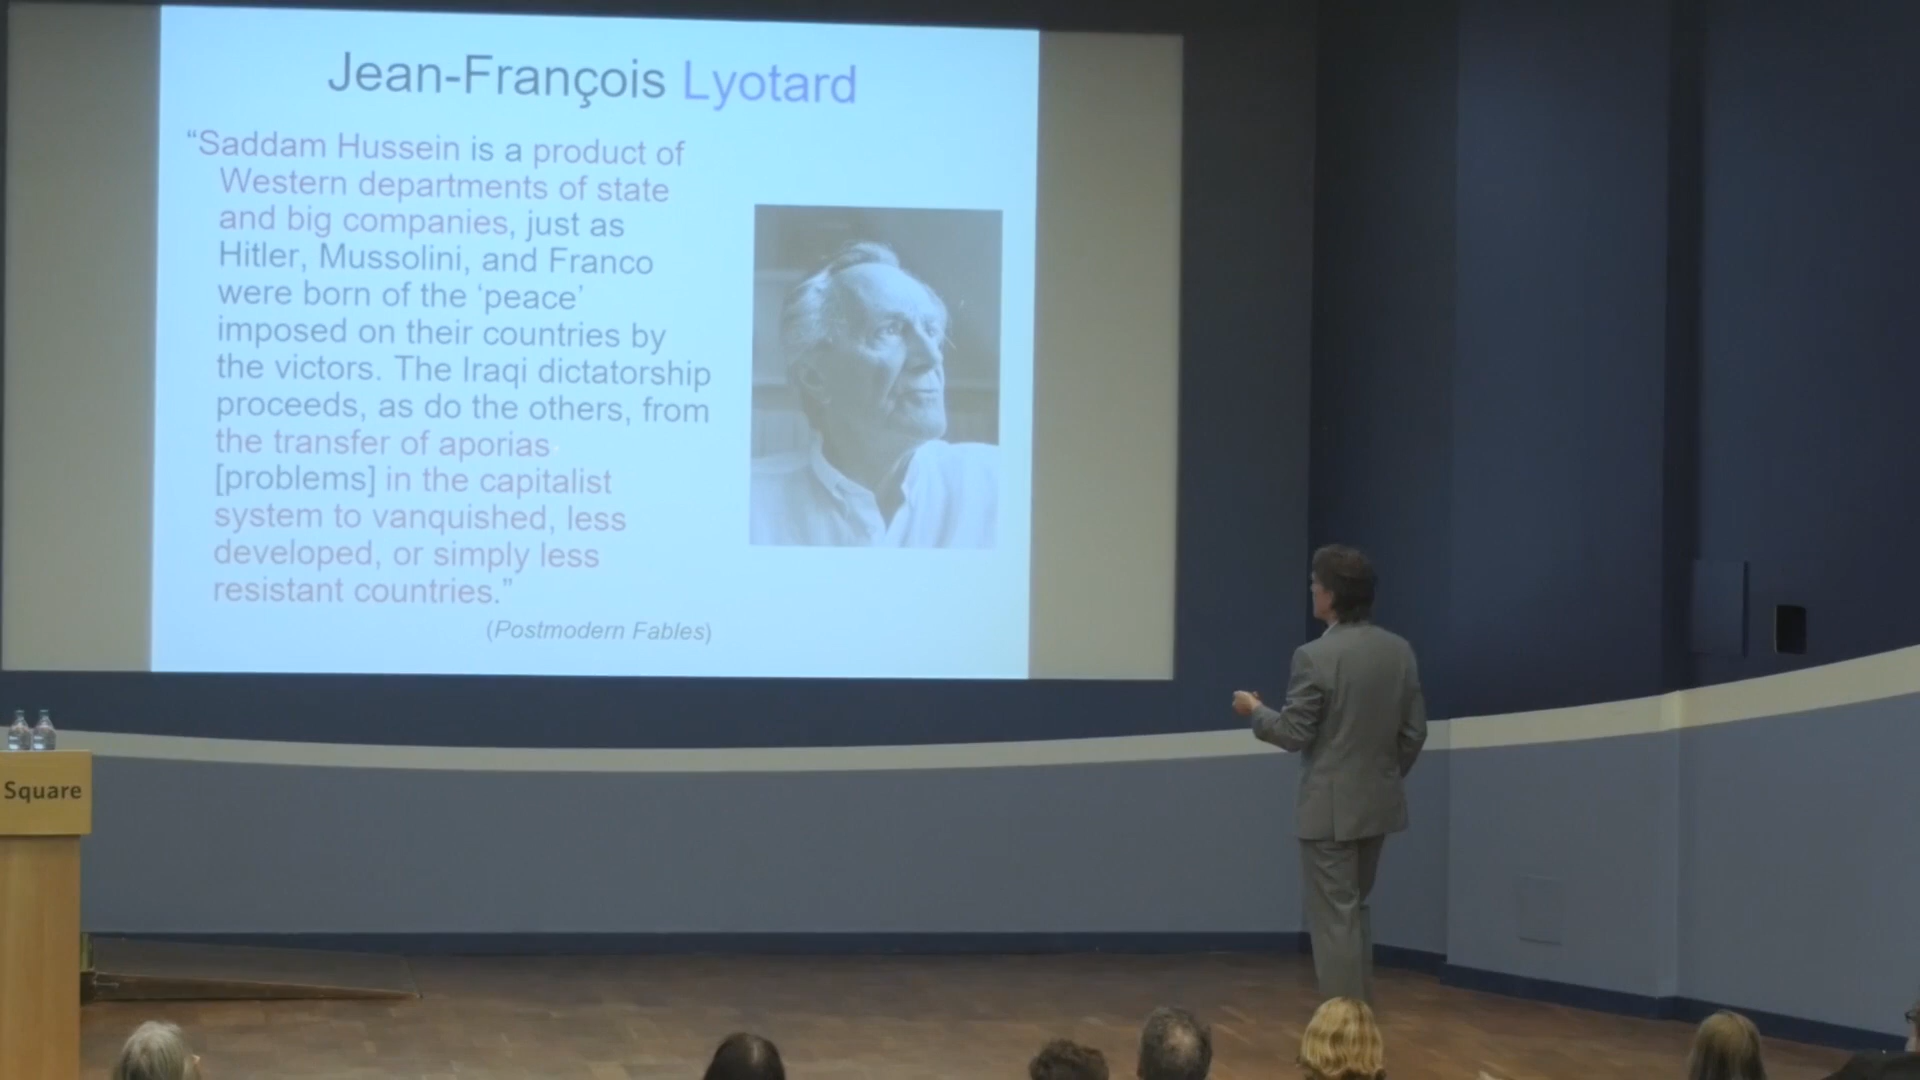 Jean-François Lyotard
“Saddam Hussein is a product of
Western departments of state
and big companies, just as
Hitler, Mussolini, and Franco
were born of the ‘peace’
imposed on their countries by
the victors. The Iraqi dictatorship
proceeds, as do the others, from
the transfer of aporias
[problems] in the capitalist
system to vanquished, less
developed, or simply less
resistant countries.”
(Postmodern Fables)
Square